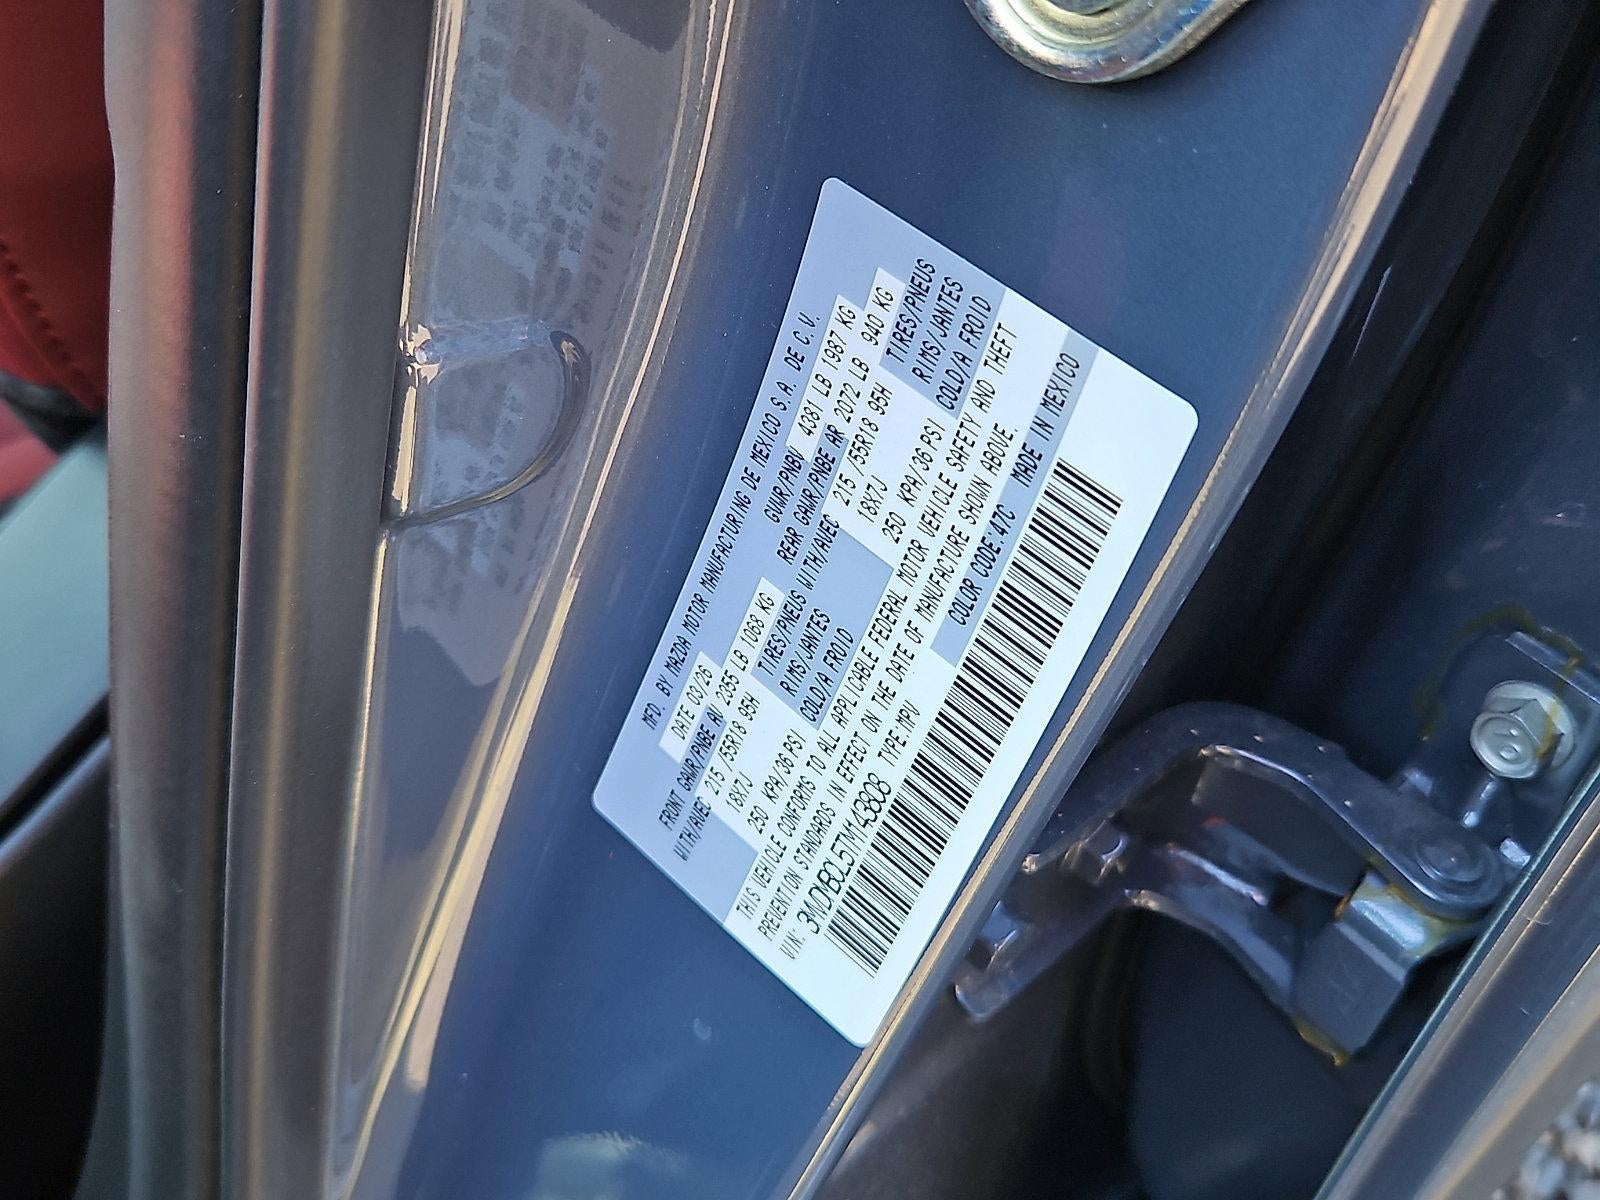 MFD. BY MAZDA MOTOR MANUFACTURING DE MEXICO S.A. DE C.V.
DATE 03/26 GVWR/PNBV 4381 LB 1987 KG
FRONT GAWR/PNBE AV 2355 LB 1068 KG REAR GAWR/PNBE AR 2072 LB 940 KG
WITH/AVEC 215 /55R18 95H TIRES/PNEUS WITH/AVEC 215 /55R18 95H TIRES/PNEUS
18X7J RIMS/JANTES 18X7J RIMS/JANTES
250 KPA/36 PSI COLD/A FROID 250 KPA/36 PSI COLD/A FROID
THIS VEHICLE CONFORMS TO ALL APPLICABLE FEDERAL MOTOR VEHICLE SAFETY AND THEFT
PREVENTION STANDARDS IN EFFECT ON THE DATE OF MANUFACTURE SHOWN ABOVE.
VIN: 3MVDMBCL5TM143808 TYPE:MPV COLOR CODE:47C MADE IN MEXICO